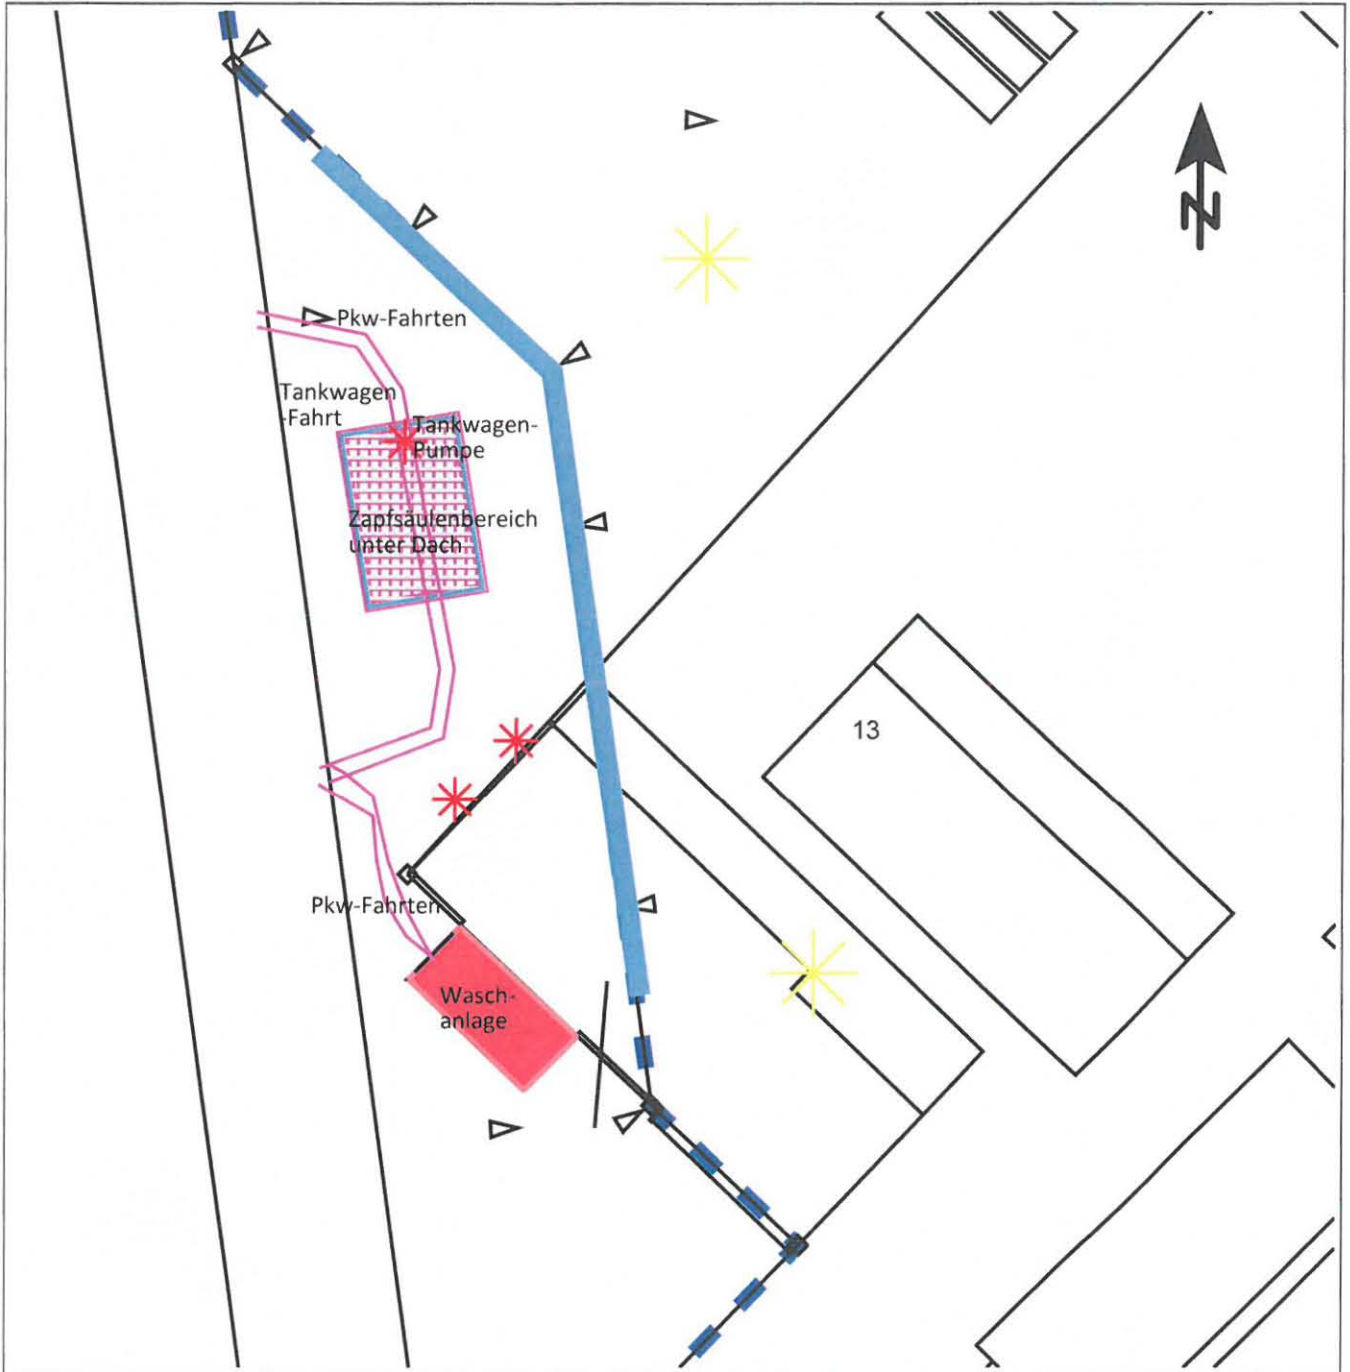 N
Pkw-Fahrten
Tankwagen
-Fahrt
Tankwagen-
Pumpe
Zapfsäulenbereich
unter Dach
13
Pkw-Fahrten
Wasch-
anlage